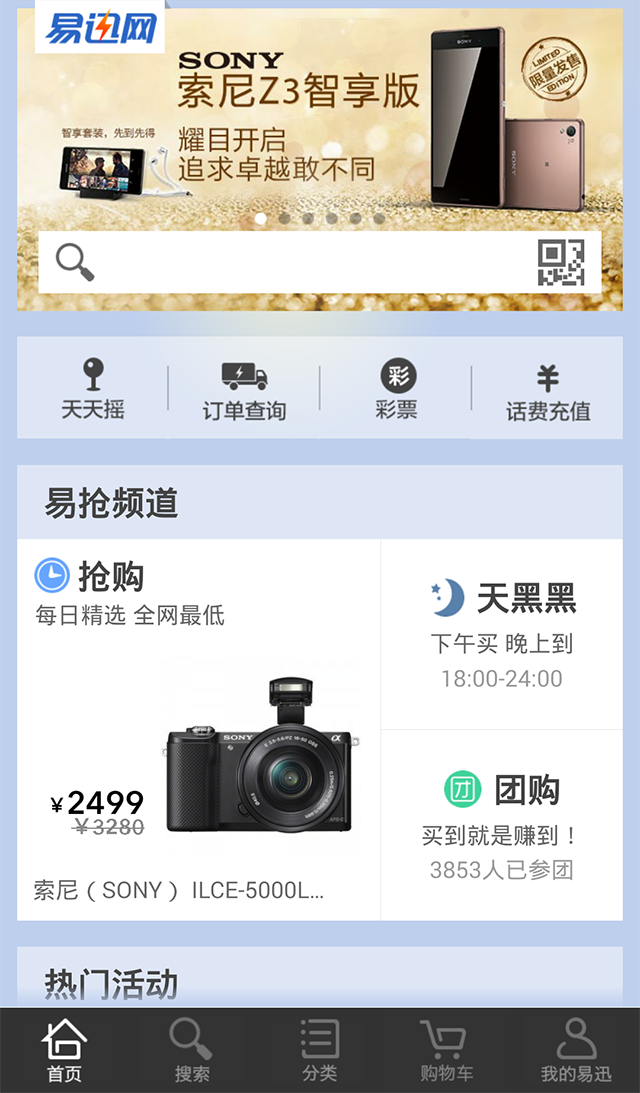 易迅网
SONY
索尼Z3智享版
LIMITED
限量发售
EDITION
智享套装，先到先得
耀目开启
追求卓越敢不同
SONY
SONY
天天摇
订单查询
彩
彩票
话费充值
易抢频道
抢购
每日精选 全网最低
SONY
α
¥2499
¥3280
索尼（SONY） ILCE-5000L...
天黑黑
下午买 晚上到
18:00-24:00
团
团购
买到就是赚到！
3853人已参团
热门活动
首页
搜索
分类
购物车
我的易迅